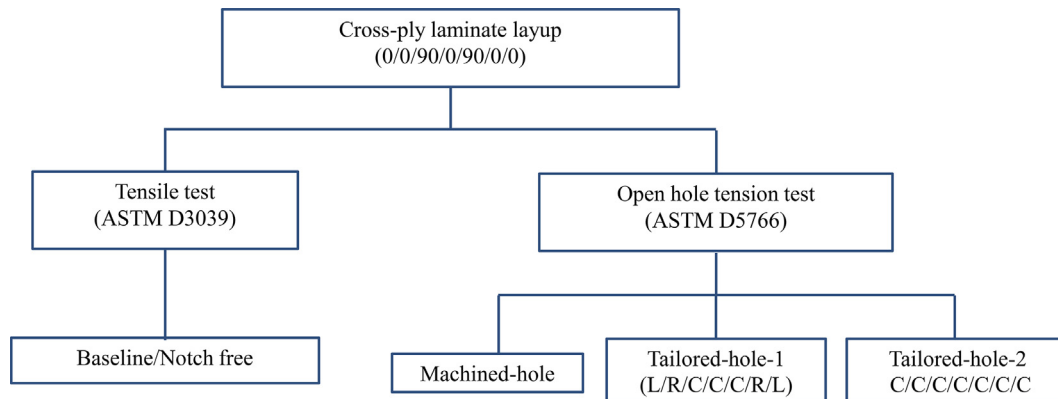 Cross-ply laminate layup
(0/0/90/0/90/0/0)
Tensile test
(ASTM D3039)
Open hole tension test
(ASTM D5766)
Baseline/Notch free
Machined-hole
Tailored-hole-1
(L/R/C/C/C/R/L)
Tailored-hole-2
C/C/C/C/C/C/C